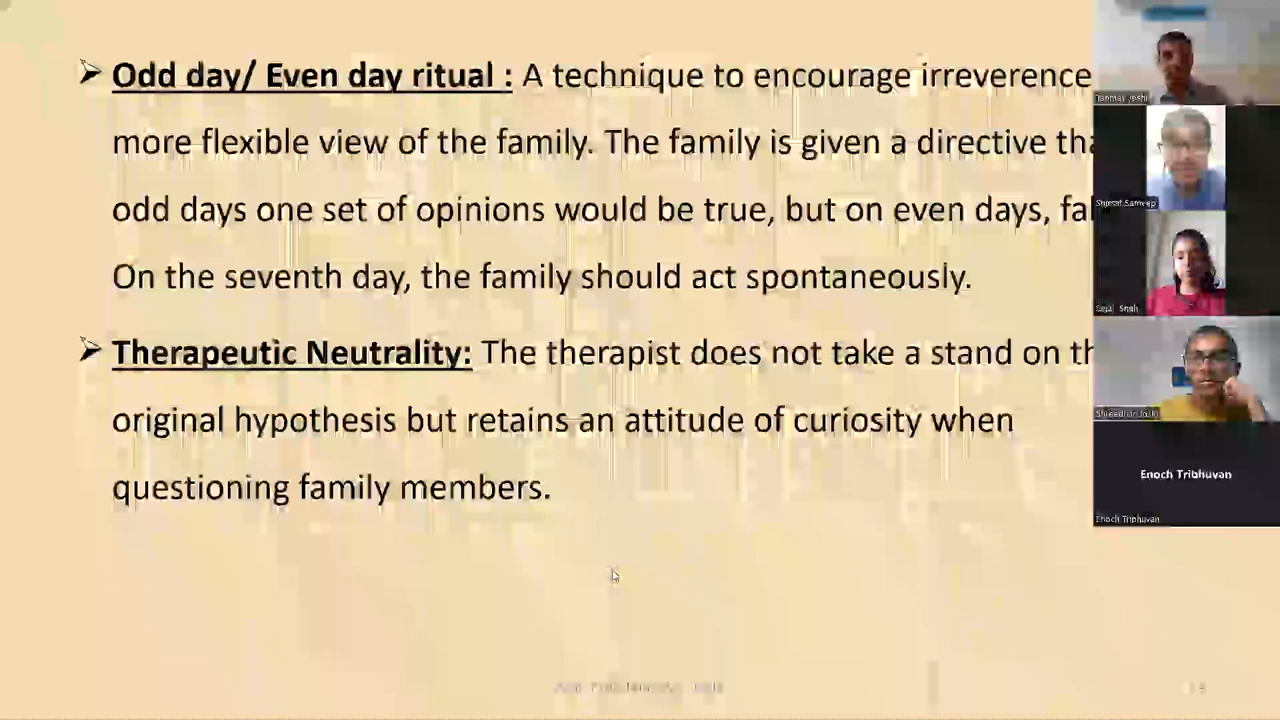 ➢ Odd day/ Even day ritual : A technique to encourage irreverence
more flexible view of the family. The family is given a directive
odd days one set of opinions would be true, but on even days,
On the seventh day, the family should act spontaneously.
➢ Therapeutic Neutrality: The therapist does not take a stand on
original hypothesis but retains an attitude of curiosity when
questioning family members.
Enoch Tribhuvan
Enoch Tribhuvan